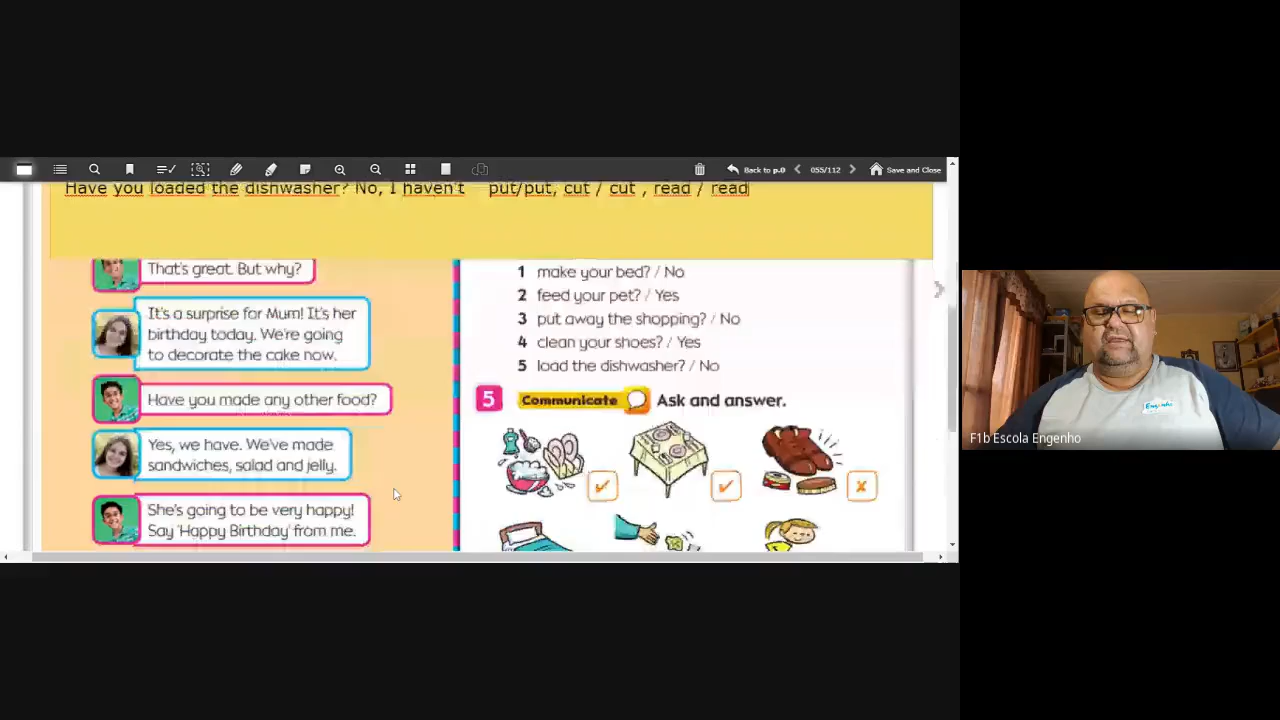 Back to p.0
055/112
Save and Close
Have you loaded the dishwasher? No, I haven't put/put, cut / cut , read / read
That's great. But why?
It's a surprise for Mum! It's her
birthday today. We're going
to decorate the cake now.
Have you made any other food?
Yes, we have. We've made
sandwiches, salad and jelly.
She's going to be very happy!
Say 'Happy Birthday' from me.
1 make your bed? / No
2 feed your pet? / Yes
3 put away the shopping? / No
4 clean your shoes? / Yes
5 load the dishwasher? / No
5 Communicate Ask and answer.
Engenho
F1b Escola Engenho